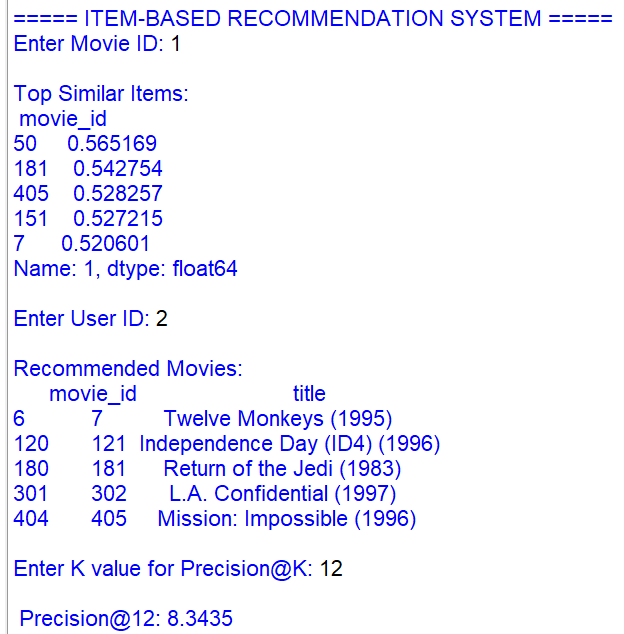 ===== ITEM-BASED RECOMMENDATION SYSTEM =====
Enter Movie ID: 1
Top Similar Items:
movie_id
50 0.565169
181 0.542754
405 0.528257
151 0.527215
7 0.520601
Name: 1, dtype: float64
Enter User ID: 2
Recommended Movies:
movie_id title
6 7 Twelve Monkeys (1995)
120 121 Independence Day (ID4) (1996)
180 181 Return of the Jedi (1983)
301 302 L.A. Confidential (1997)
404 405 Mission: Impossible (1996)
Enter K value for Precision@K: 12
Precision@12: 8.3435